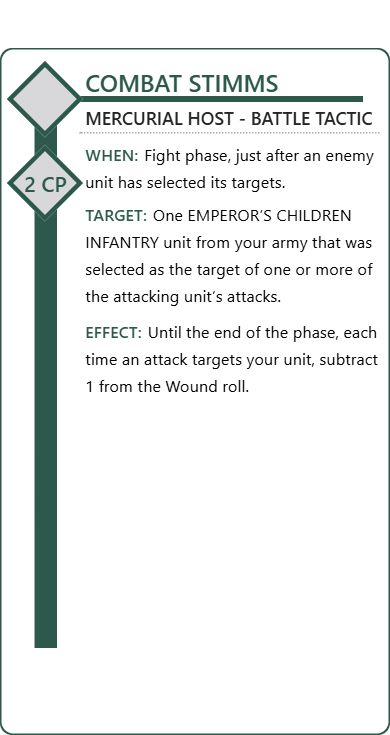 COMBAT STIMMS
MERCURIAL HOST - BATTLE TACTIC
WHEN: Fight phase, just after an enemy
2 CP
unit has selected its targets.
TARGET: One EMPEROR’S CHILDREN
INFANTRY unit from your army that was
selected as the target of one or more of
the attacking unit’s attacks.
EFFECT: Until the end of the phase, each
time an attack targets your unit, subtract
1 from the Wound roll.